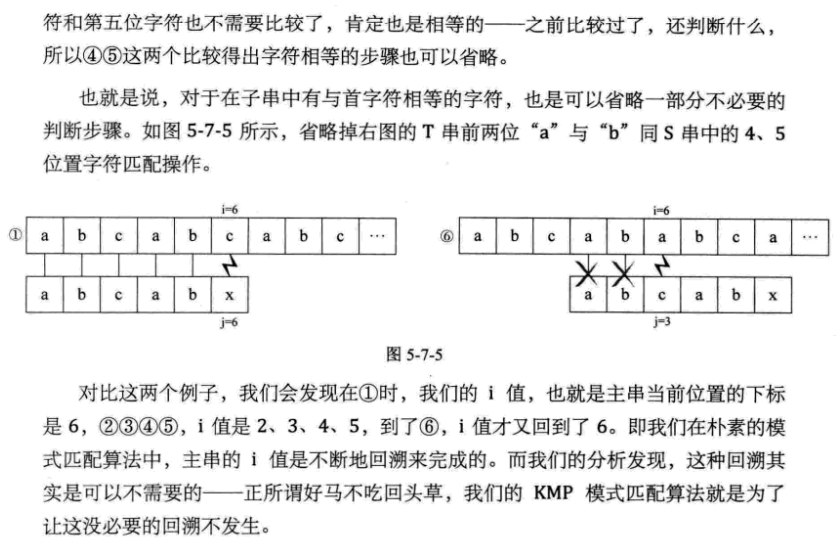 符和第五位字符也不需要比较了，肯定也是相等的——之前比较过了，还判断什么，
所以④⑤这两个比较得出字符相等的步骤也可以省略。
也就是说，对于在子串中有与首字符相等的字符，也是可以省略一部分不必要的
判断步骤。如图 5-7-5 所示，省略掉右图的 T 串前两位“a”与“b”同 S 串中的 4、5
位置字符匹配操作。
i=6
① a b c a b c a b c …
a b c a b x
j=6
i=6
⑥ a b c a b a b c a …
a b c a b x
j=3
图 5-7-5
对比这两个例子，我们会发现在①时，我们的 i 值，也就是主串当前位置的下标
是 6，②③④⑤，i 值是 2、3、4、5，到了⑥，i 值才又回到了 6。即我们在朴素的模
式匹配算法中，主串的 i 值是不断地回溯来完成的。而我们的分析发现，这种回溯其
实是可以不需要的——正所谓好马不吃回头草，我们的 KMP 模式匹配算法就是为了
让这没必要的回溯不发生。